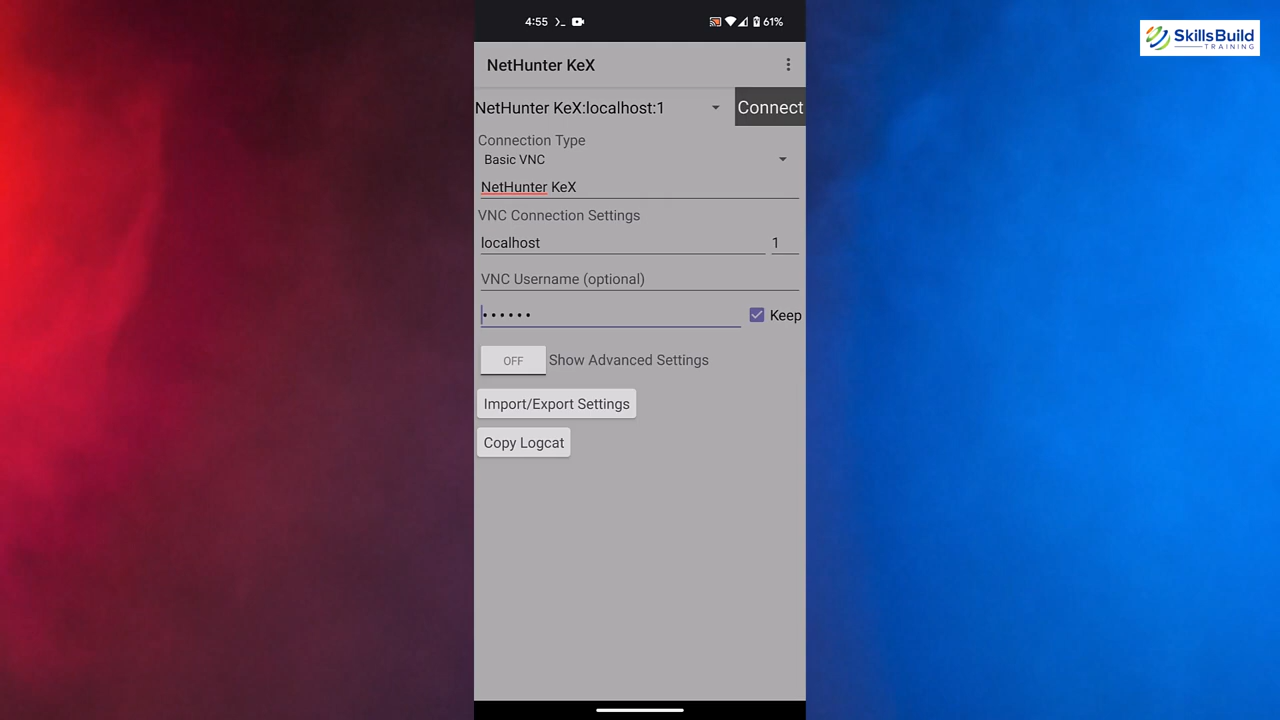 4:55
61%
SkillsBuild
TRAINING
NetHunter KeX
NetHunter KeX:localhost:1
Connect
Connection Type
Basic VNC
NetHunter KeX
VNC Connection Settings
localhost 1
VNC Username (optional)
•••••• Keep
OFF Show Advanced Settings
Import/Export Settings
Copy Logcat